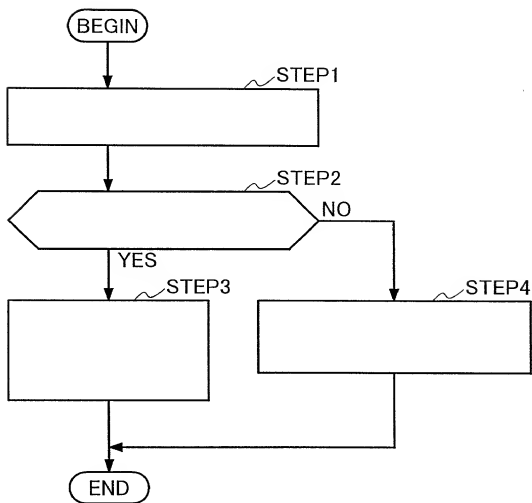 BEGIN
STEP1
STEP2
NO
YES
STEP3
STEP4
END